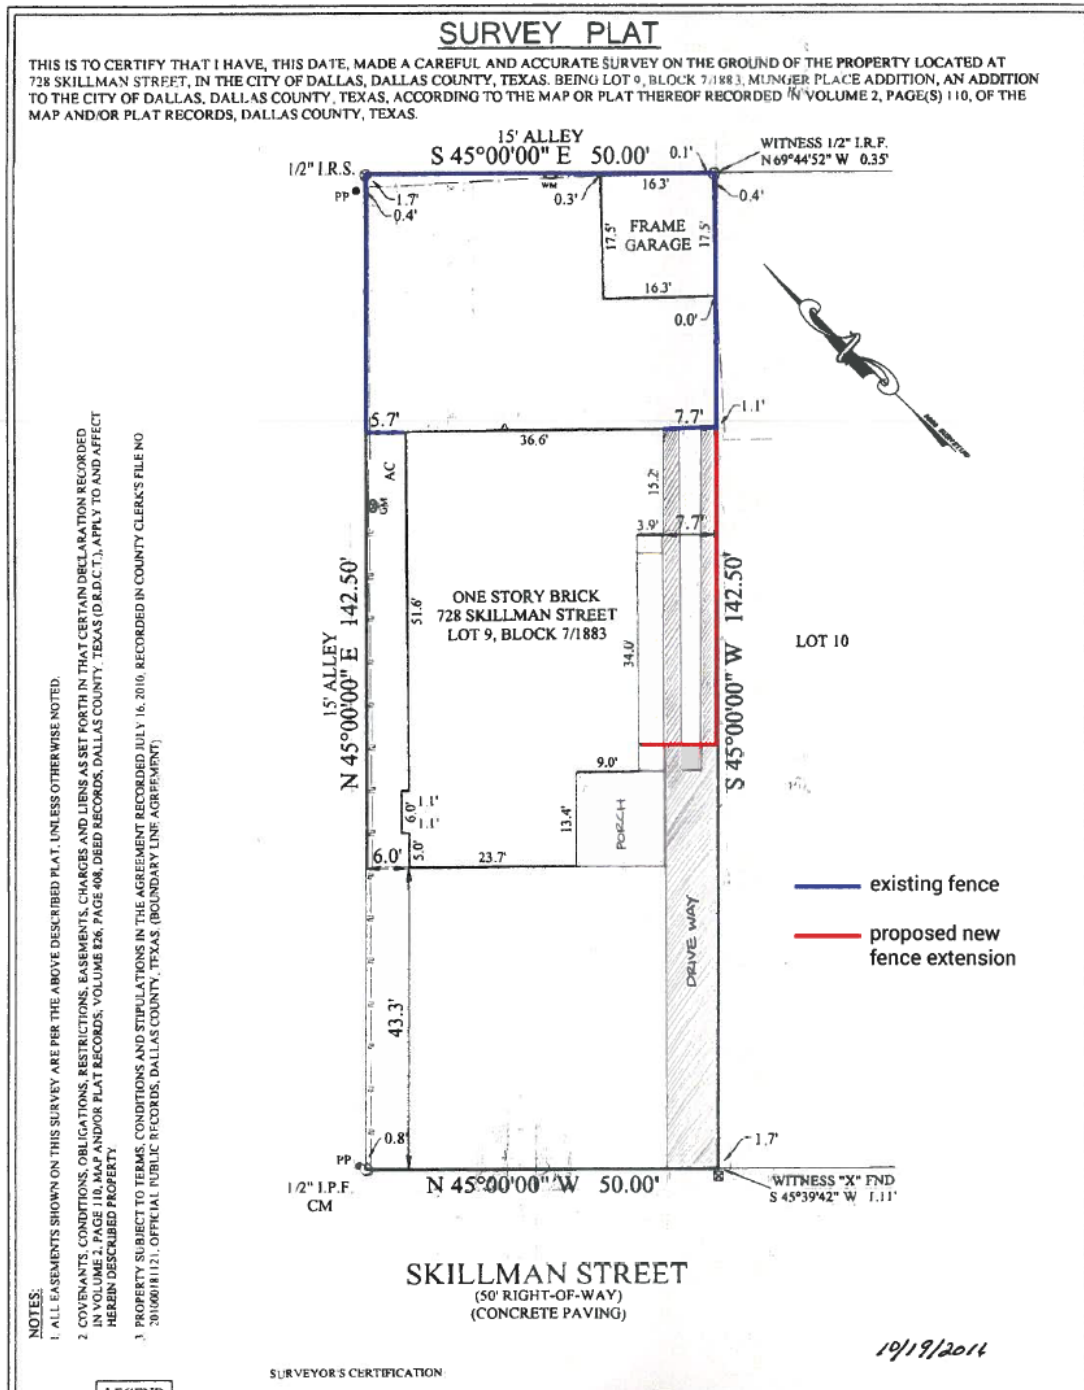 SURVEY PLAT
THIS IS TO CERTIFY THAT I HAVE, THIS DATE, MADE A CAREFUL AND ACCURATE SURVEY ON THE GROUND OF THE PROPERTY LOCATED AT
728 SKILLMAN STREET, IN THE CITY OF DALLAS, DALLAS COUNTY, TEXAS. BEING LOT 9, BLOCK 7/1883, MUNGER PLACE ADDITION, AN ADDITION
TO THE CITY OF DALLAS, DALLAS COUNTY, TEXAS, ACCORDING TO THE MAP OR PLAT THEREOF RECORDED IN VOLUME 2, PAGE(S) 110, OF THE
MAP AND/OR PLAT RECORDS, DALLAS COUNTY, TEXAS.
15' ALLEY
S 45°00'00" E 50.00'
0.1'
WITNESS 1/2" I.R.F.
N 69°44'52" W 0.35'
1/2" I.R.S.
PP
1.7'
0.4'
WM
0.3'
16.3'
0.4'
17.5'
FRAME
GARAGE
17.5'
16.3'
0.0'
1.1'
5.7'
36.6'
7.7'
AC
GM
15.2'
3.9'
7.7'
15' ALLEY
N 45°00'00" E 142.50'
51.6'
ONE STORY BRICK
728 SKILLMAN STREET
LOT 9, BLOCK 7/1883
34.0'
S 45°00'00" W 142.50'
LOT 10
9.0'
13.4'
PORCH
6.0'
1.1'
1.1'
5.0'
6.0'
23.7'
DRIVE WAY
43.3'
existing fence
proposed new
fence extension
0.8'
PP
1/2" I.P.F.
CM
N 45°00'00" W 50.00'
1.7'
WITNESS "X" FND
S 45°39'42" W 1.11'
SKILLMAN STREET
(50' RIGHT-OF-WAY)
(CONCRETE PAVING)
NOTES:
1. ALL EASEMENTS SHOWN ON THIS SURVEY ARE PER THE ABOVE DESCRIBED PLAT, UNLESS OTHERWISE NOTED.
2. COVENANTS, CONDITIONS, OBLIGATIONS, RESTRICTIONS, EASEMENTS, CHARGES AND LIENS AS SET FORTH IN THAT CERTAIN DECLARATION RECORDED
IN VOLUME 2, PAGE 110, MAP AND/OR PLAT RECORDS, VOLUME 826, PAGE 408, DEED RECORDS, DALLAS COUNTY, TEXAS (D.R.D.C.T.), APPLY TO AND AFFECT
HEREIN DESCRIBED PROPERTY.
3. PROPERTY SUBJECT TO TERMS, CONDITIONS AND STIPULATIONS IN THE AGREEMENT RECORDED JULY 16, 2010, RECORDED IN COUNTY CLERK'S FILE NO
201000181121, OFFICIAL PUBLIC RECORDS, DALLAS COUNTY, TEXAS. (BOUNDARY LINE AGREEMENT)
10/19/2016
SURVEYOR'S CERTIFICATION
LEGEND